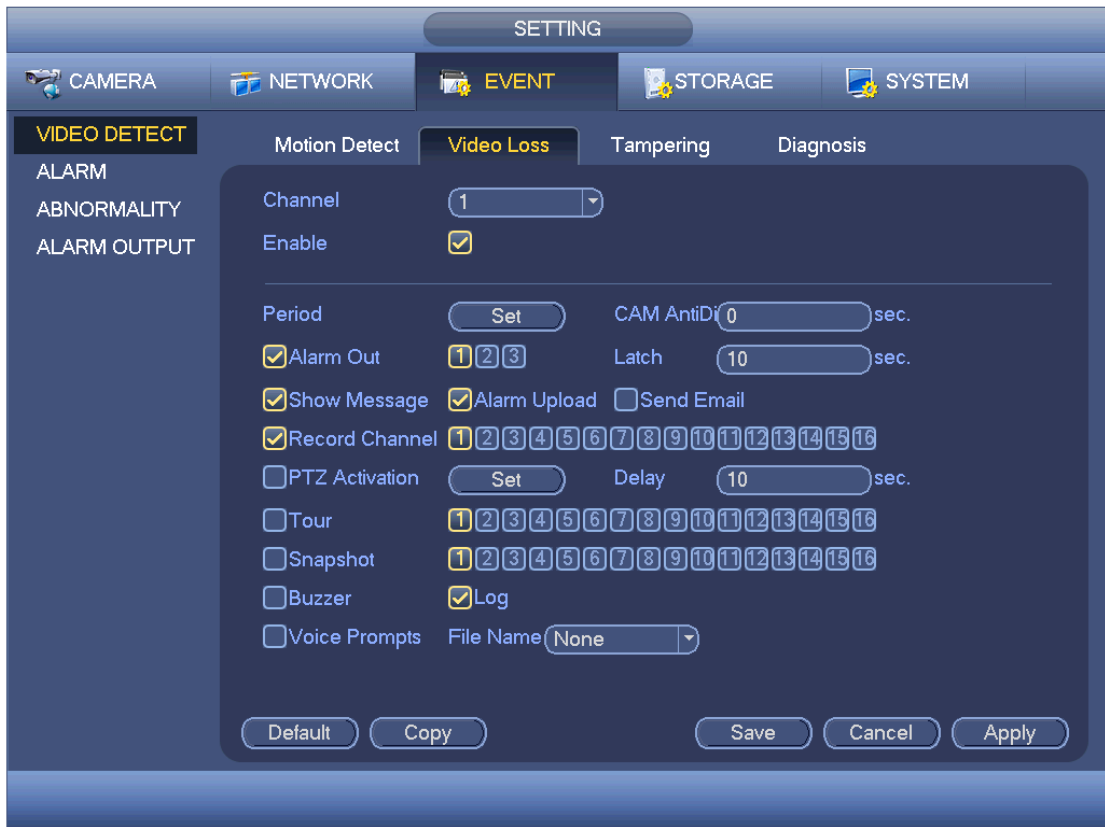 SETTING
CAMERA NETWORK EVENT STORAGE SYSTEM
VIDEO DETECT
ALARM
ABNORMALITY
ALARM OUTPUT
Motion Detect Video Loss Tampering Diagnosis
Channel 1
Enable
Period Set CAM AntiDi 0 sec.
Alarm Out 1 2 3 Latch 10 sec.
Show Message Alarm Upload Send Email
Record Channel 1 2 3 4 5 6 7 8 9 10 11 12 13 14 15 16
PTZ Activation Set Delay 10 sec.
Tour 1 2 3 4 5 6 7 8 9 10 11 12 13 14 15 16
Snapshot 1 2 3 4 5 6 7 8 9 10 11 12 13 14 15 16
Buzzer Log
Voice Prompts File Name None
Default Copy Save Cancel Apply